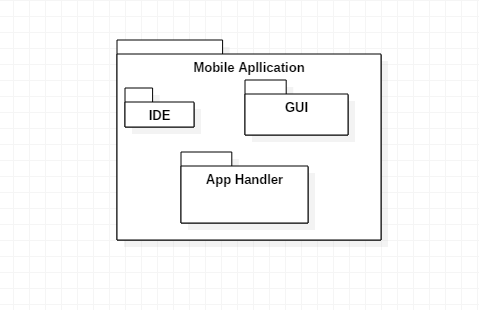 Mobile Apllication
IDE
GUI
App Handler